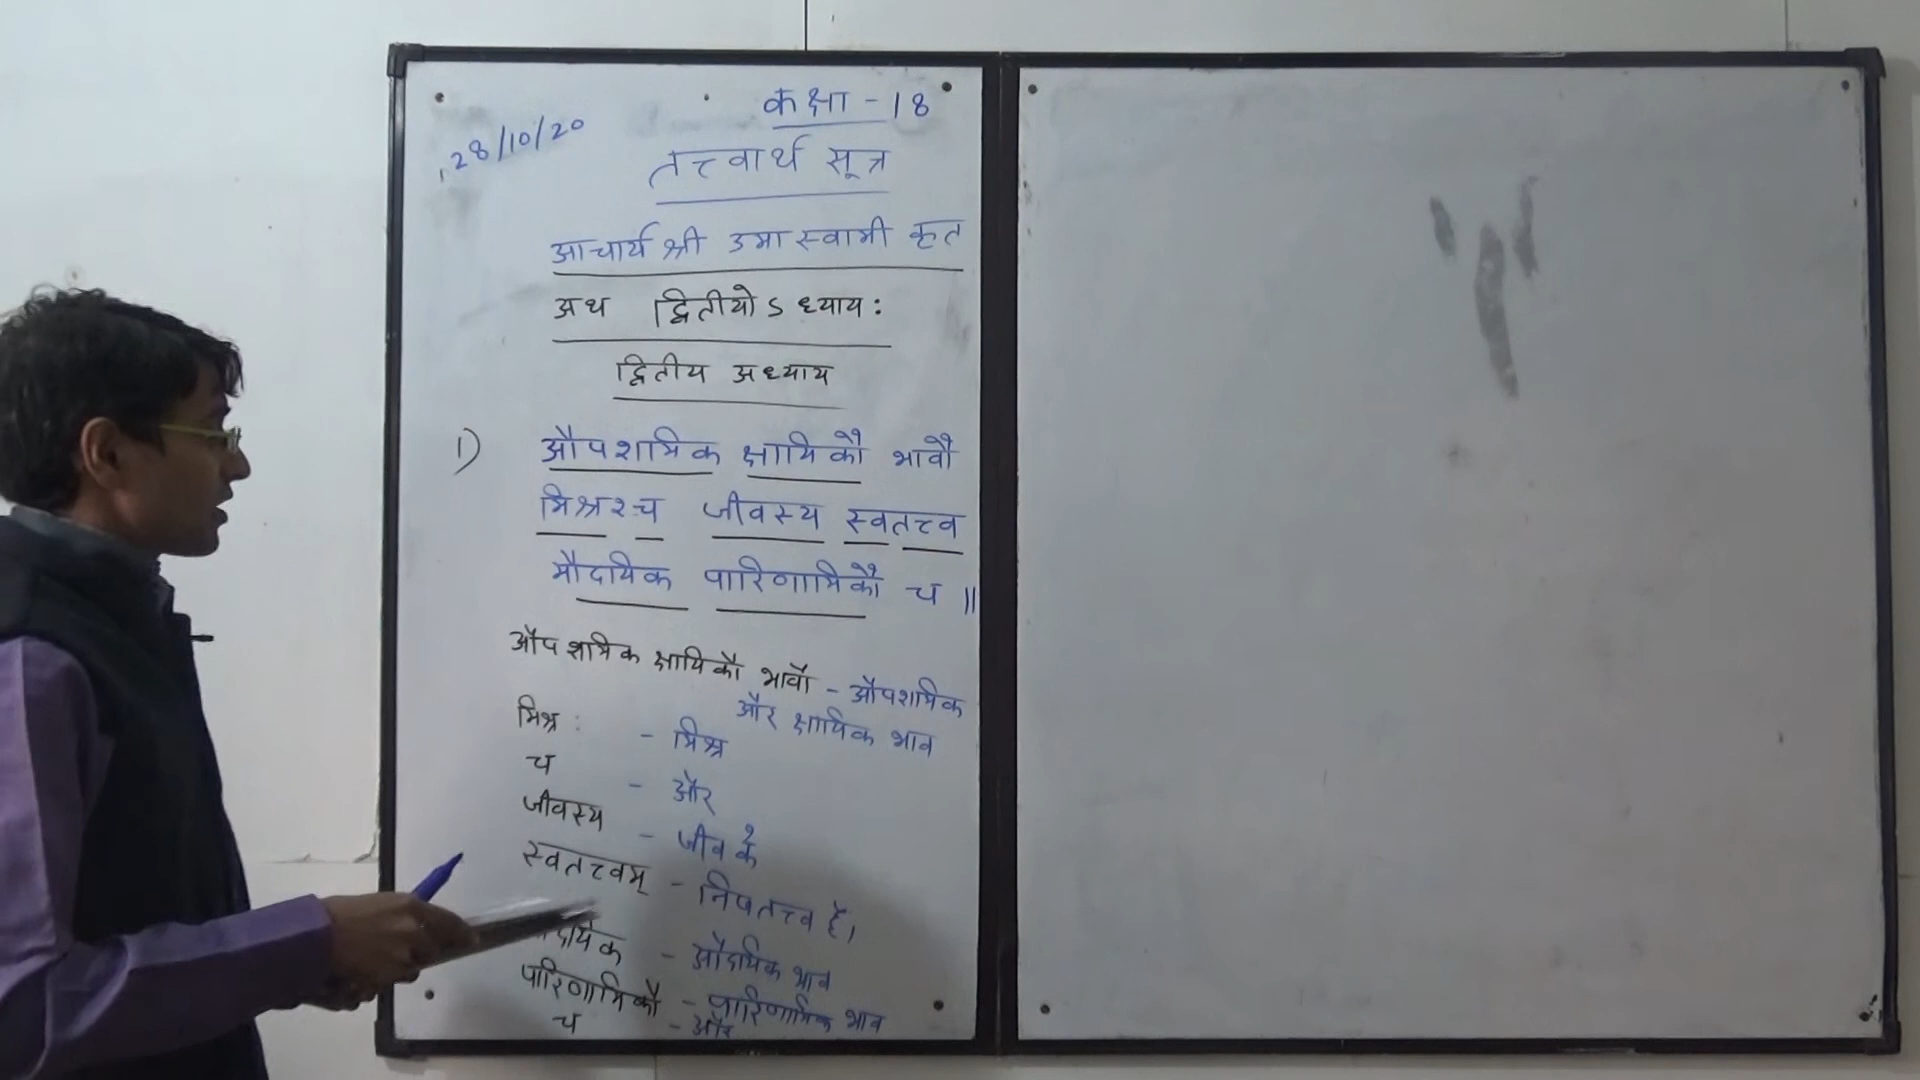 कक्षा - 18
28/10/20
तत्त्वार्थ सूत्र
आचार्य श्री उमास्वामी कृत
अथ द्वितीयोऽध्यायः
द्वितीय अध्याय
1) औपशमिक क्षायिकौ भावौ
मिश्रश्च जीवस्य स्वतत्त्व
मौदयिक पारिणामिकौ च ॥
औपशमिक क्षायिकौ भावौ - औपशमिक
और क्षायिक भाव
मिश्रः - मिश्र
च - और
जीवस्य - जीव के
स्वतत्त्वम् - निजतत्त्व हैं।
- औदयिक भाव
पारिणामिकौ - पारिणामिक भाव
च - और